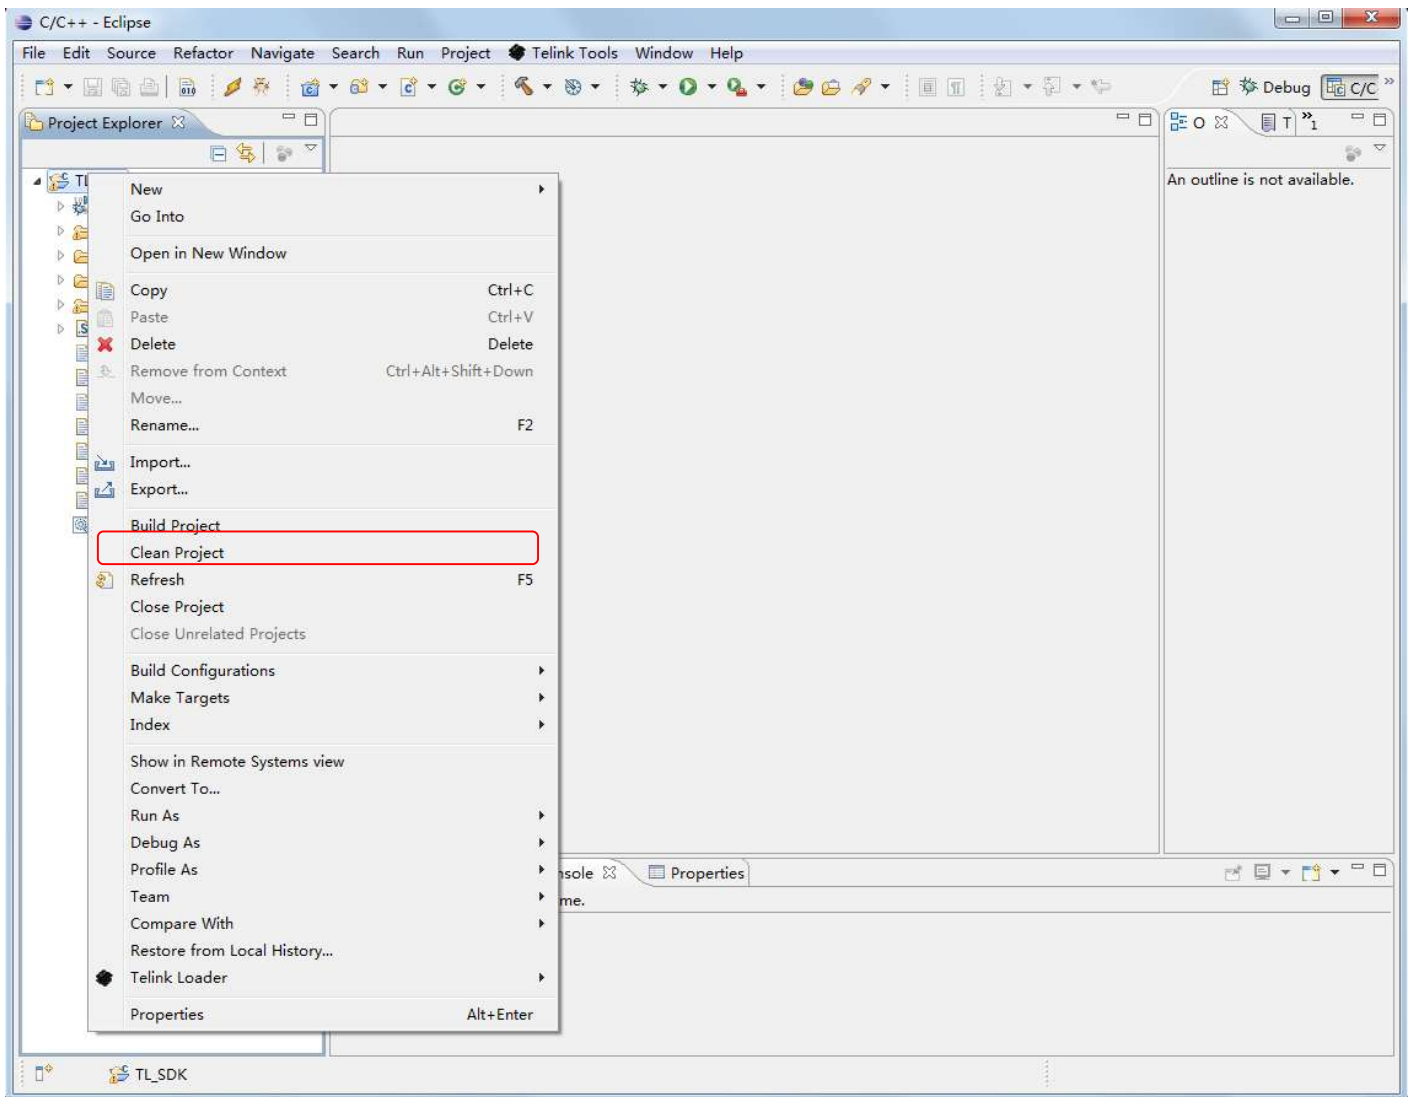 C/C++ - Eclipse
File Edit Source Refactor Navigate Search Run Project Telink Tools Window Help
010
Debug C/C »
Project Explorer
O T »1
An outline is not available.
TL
New
Go Into
Open in New Window
Copy Ctrl+C
Paste Ctrl+V
.S
Delete Delete
Remove from Context Ctrl+Alt+Shift+Down
Move...
Rename... F2
Import...
Export...
Build Project
Clean Project
Refresh F5
Close Project
Close Unrelated Projects
Build Configurations
Make Targets
Index
Show in Remote Systems view
Convert To...
Run As
Debug As
Profile As
nsole Properties
Team
me.
Compare With
Restore from Local History...
Telink Loader
Properties Alt+Enter
TL_SDK